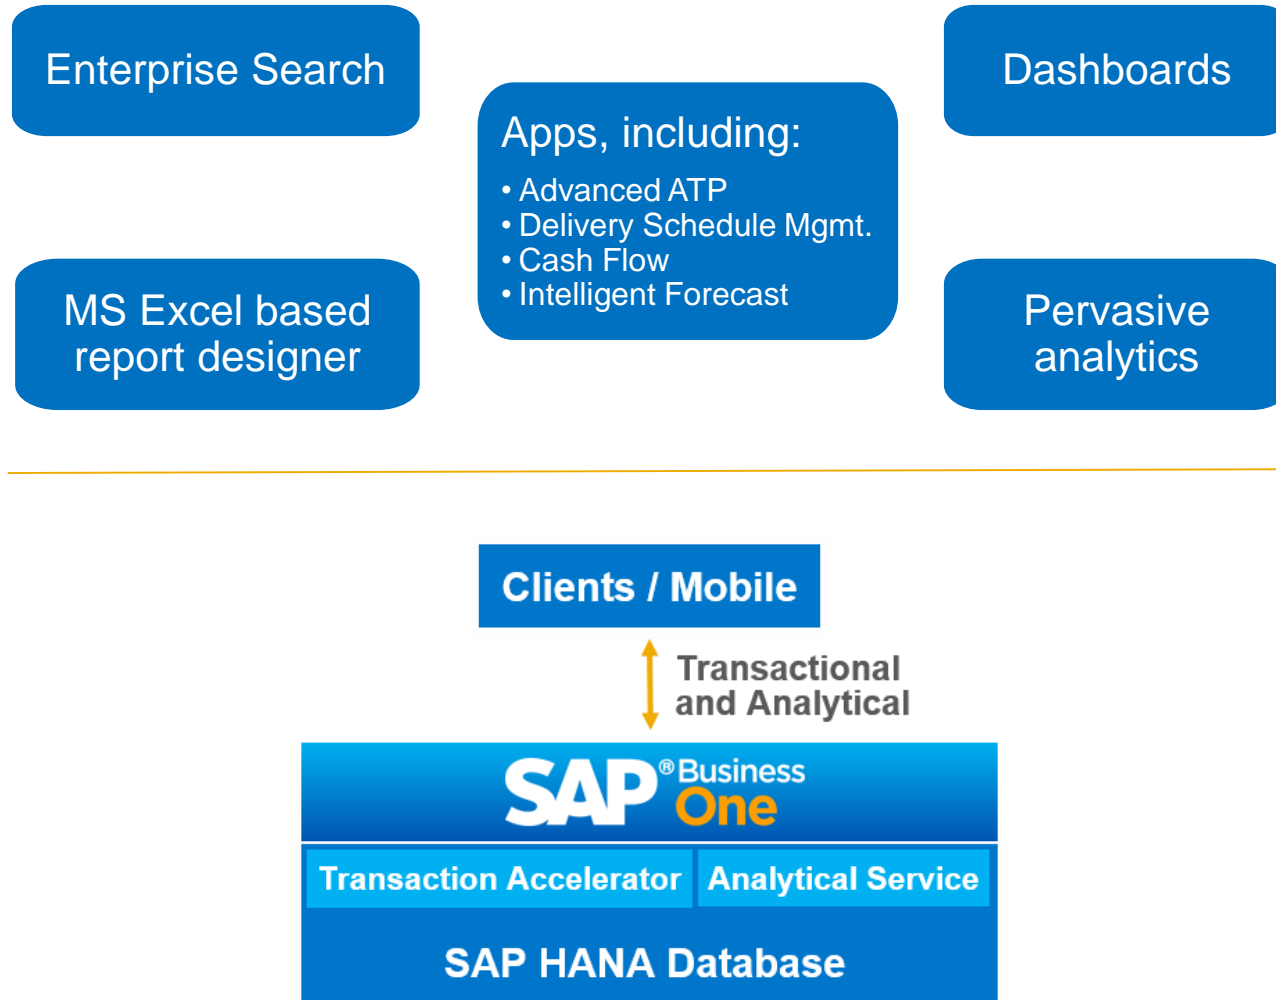 Enterprise Search
Apps, including:
• Advanced ATP
• Delivery Schedule Mgmt.
• Cash Flow
• Intelligent Forecast
Dashboards
MS Excel based
report designer
Pervasive
analytics
Clients / Mobile
Transactional
and Analytical
SAP® Business
One
Transaction Accelerator
Analytical Service
SAP HANA Database